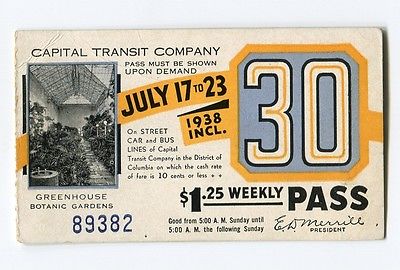 CAPITAL TRANSIT COMPANY
PASS MUST BE SHOWN
UPON DEMAND
JULY 17 TO 23
1938
INCL.
30
On STREET
CAR and BUS
LINES of Capital
Transit Company in the District of
Columbia on which the cash rate
of fare is 10 cents or less + +
GREENHOUSE
BOTANIC GARDENS
89382
$1.25 WEEKLY PASS
Good from 5:00 A.M. Sunday until
5:00 A.M. the following Sunday
E.D. Merrill
PRESIDENT